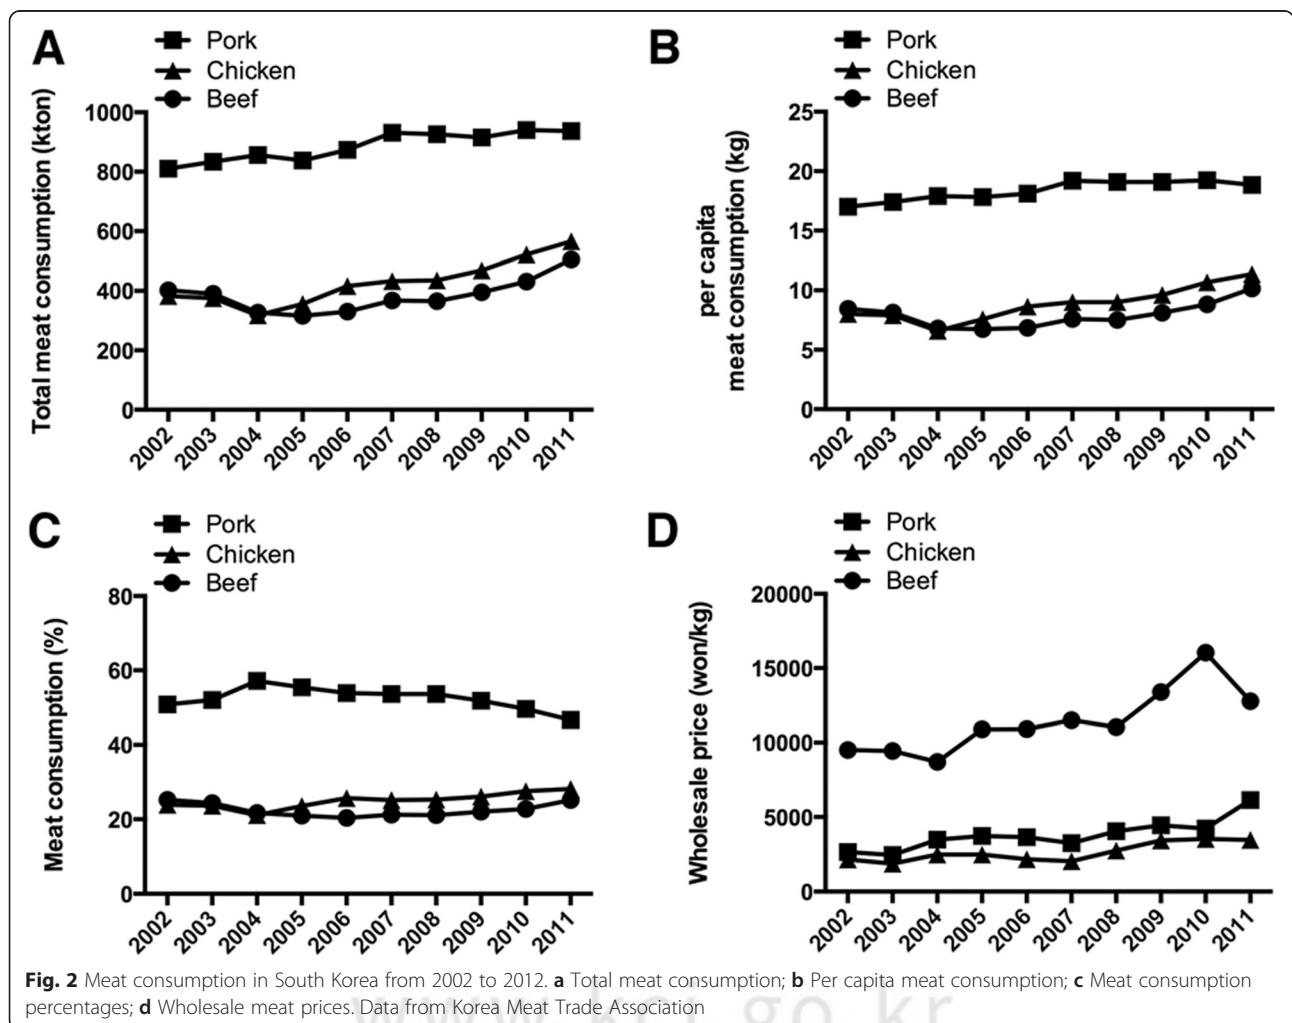 A
Pork
Chicken
Beef
Total meat consumption (kton)
1000
800
600
400
200
0
2002
2003
2004
2005
2006
2007
2008
2009
2010
2011
B
Pork
Chicken
Beef
per capita
meat consumption (kg)
25
20
15
10
5
0
2002
2003
2004
2005
2006
2007
2008
2009
2010
2011
C
Pork
Chicken
Beef
Meat consumption (%)
80
60
40
20
0
2002
2003
2004
2005
2006
2007
2008
2009
2010
2011
D
Pork
Chicken
Beef
Wholesale price (won/kg)
20000
15000
10000
5000
0
2002
2003
2004
2005
2006
2007
2008
2009
2010
2011
Fig. 2 Meat consumption in South Korea from 2002 to 2012. a Total meat consumption; b Per capita meat consumption; c Meat consumption
percentages; d Wholesale meat prices. Data from Korea Meat Trade Association
www.kci.go.kr